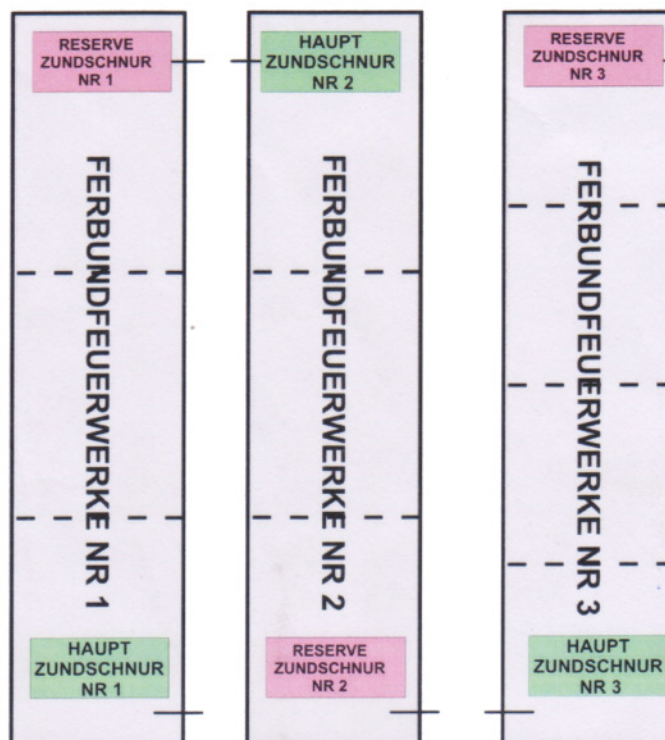 RESERVE
ZUNDSCHNUR
NR 1
FERBUNDFEUERWERKE NR 1
HAUPT
ZUNDSCHNUR
NR 1
HAUPT
ZUNDSCHNUR
NR 2
FERBUNDFEUERWERKE NR 2
RESERVE
ZUNDSCHNUR
NR 2
RESERVE
ZUNDSCHNUR
NR 3
FERBUNDFEUERWERKE NR 3
HAUPT
ZUNDSCHNUR
NR 3